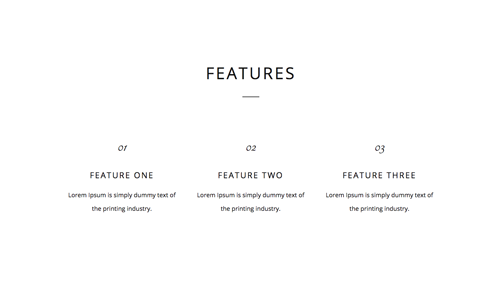 FEATURES
01
02
03
FEATURE ONE
FEATURE TWO
FEATURE THREE
Lorem Ipsum is simply dummy text of
the printing industry.
Lorem Ipsum is simply dummy text of
the printing industry.
Lorem Ipsum is simply dummy text of
the printing industry.